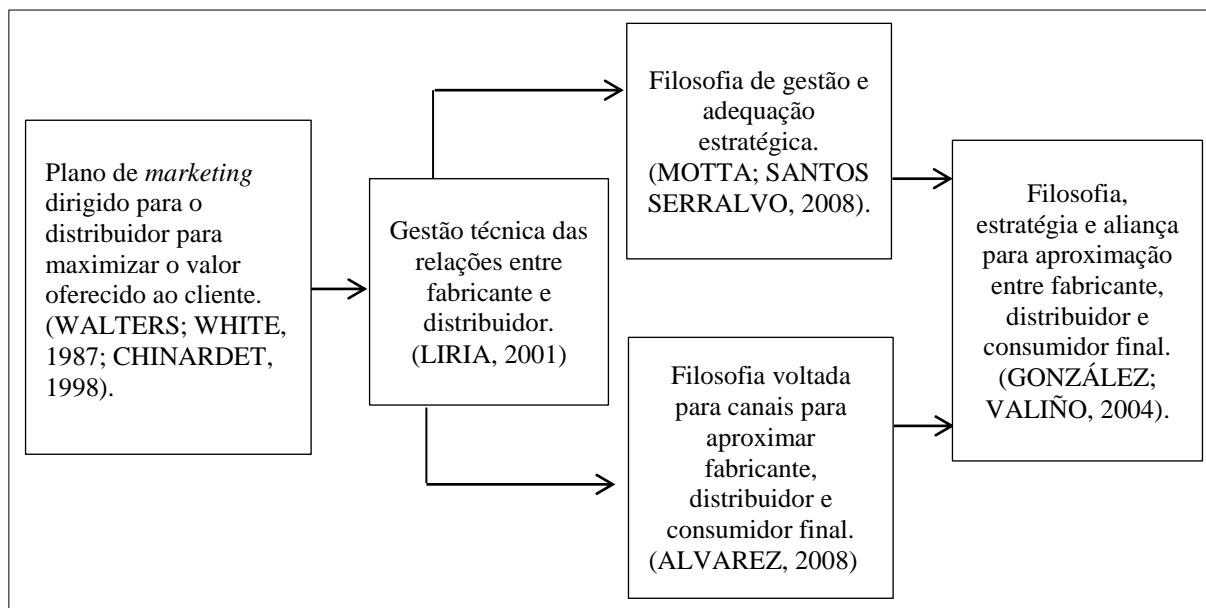 Plano de marketing
dirigido para o
distribuidor para
maximizar o valor
oferecido ao cliente.
(WALTERS; WHITE,
1987; CHINARDET,
1998).
Gestão técnica das
relações entre
fabricante e
distribuidor.
(LIRIA, 2001)
Filosofia de gestão e
adequação
estratégica.
(MOTTA; SANTOS
SERRALVO, 2008).
Filosofia voltada
para canais para
aproximar
fabricante,
distribuidor e
consumidor final.
(ALVAREZ, 2008)
Filosofia,
estratégia e aliança
para aproximação
entre fabricante,
distribuidor e
consumidor final.
(GONZÁLEZ;
VALIÑO, 2004).